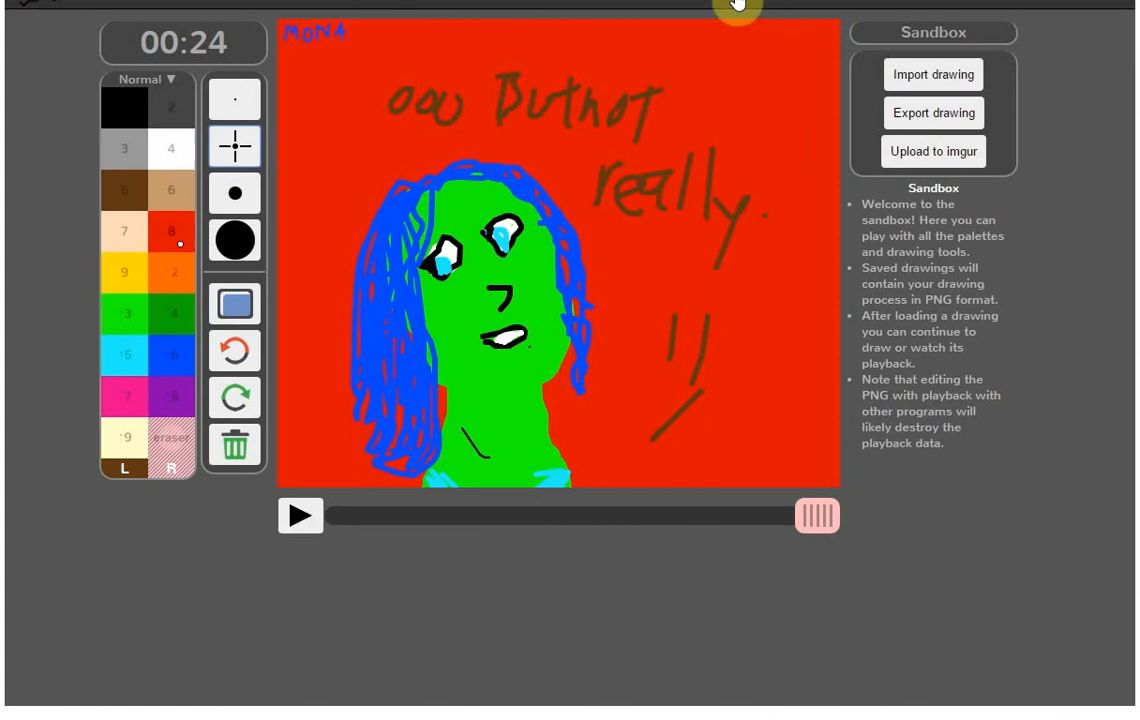 00:24
Sandbox
Normal ▼
2
3 4
6
7 8
9 2
3 4
5 6
7 8
9 eraser
L R
MONA
ooo Butnot
really.
Import drawing
Export drawing
Upload to imgur
Sandbox
Welcome to the
sandbox! Here you can
play with all the palettes
and drawing tools.
Saved drawings will
contain your drawing
process in PNG format.
After loading a drawing
you can continue to
draw or watch its
playback.
Note that editing the
PNG with playback with
other programs will
likely destroy the
playback data.